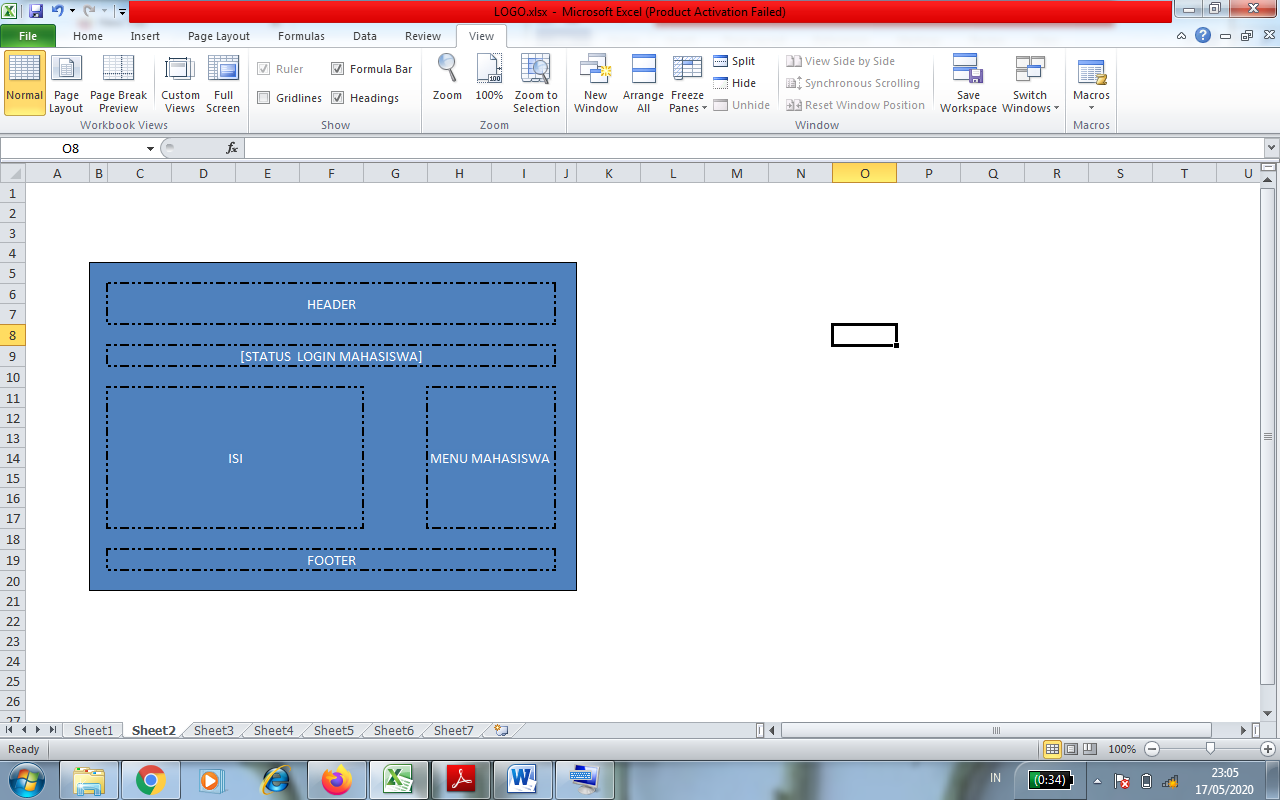 LOGO.xlsx - Microsoft Excel (Product Activation Failed)
File Home Insert Page Layout Formulas Data Review View
Normal Page Layout Page Break Preview Custom Views Full Screen
Workbook Views
Ruler Formula Bar
Gridlines Headings
Show
Zoom 100% Zoom to Selection
100
Zoom
New Window Arrange All Freeze Panes
Split
Hide
Unhide
View Side by Side
Synchronous Scrolling
Reset Window Position
Save Workspace Switch Windows
Window
Macros
Macros
O8 fx
A B C D E F G H I J K L M N O P Q R S T U
1
2
3
4
5
6
7
8
9
10
11
12
13
14
15
16
17
18
19
20
21
22
23
24
25
26
27
HEADER
[STATUS LOGIN MAHASISWA]
ISI
MENU MAHASISWA
FOOTER
Sheet1 Sheet2 Sheet3 Sheet4 Sheet5 Sheet6 Sheet7
Ready 100%
IN (0:34) 23:05
17/05/2020